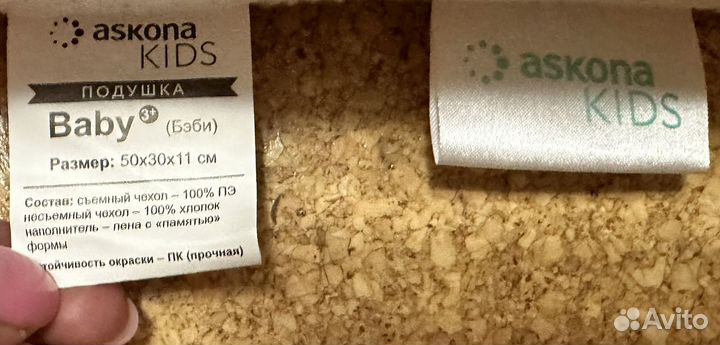 askona
KIDS
ПОДУШКА
Baby 3+ (Бэби)
Размер: 50х30х11 см
Состав: съемный чехол – 100% ПЭ
несъемный чехол – 100% хлопок
наполнитель – пена с «памятью»
формы
тойчивость окраски – ПК (прочная)
askona
KIDS
Avito